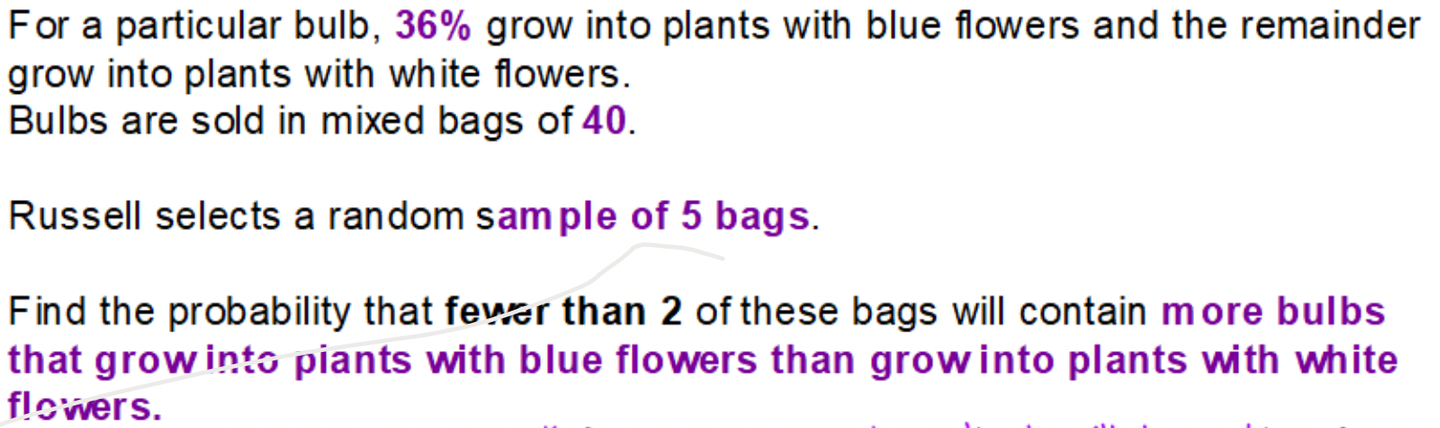 For a particular bulb, 36% grow into plants with blue flowers and the remainder
grow into plants with white flowers.
Bulbs are sold in mixed bags of 40.
Russell selects a random sample of 5 bags.
Find the probability that fewer than 2 of these bags will contain more bulbs
that grow into plants with blue flowers than grow into plants with white
flowers.